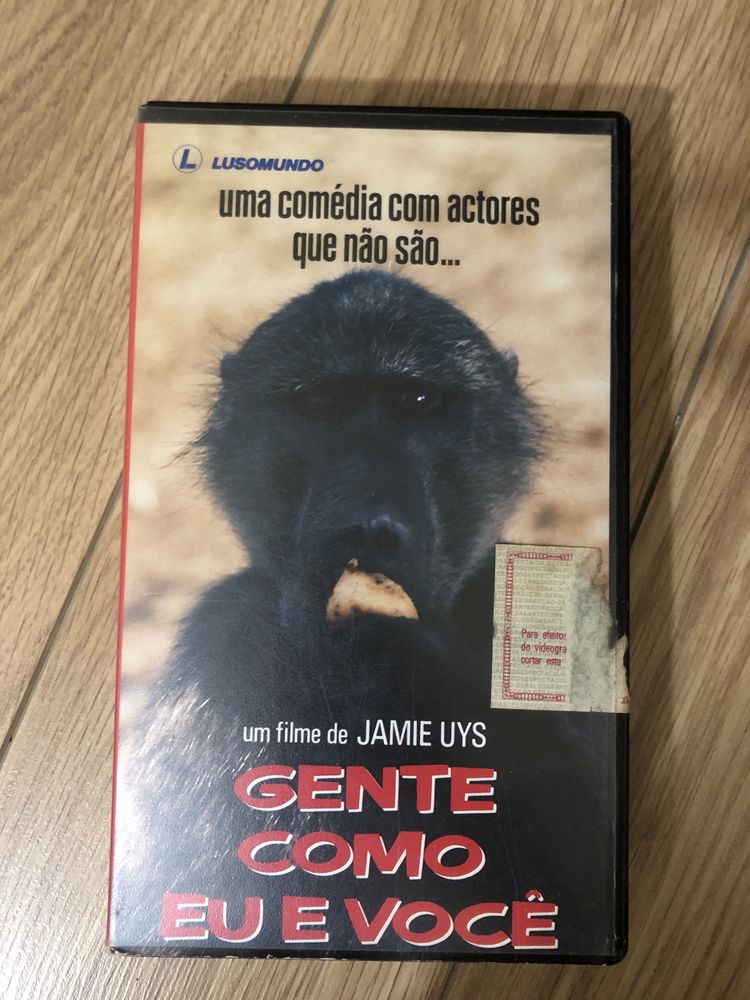 L LUSOMUNDO
uma comédia com actores
que não são...
Para efeitos
do videogra
cortar esta
um filme de JAMIE UYS
GENTE
COMO
EU E VOCÊ